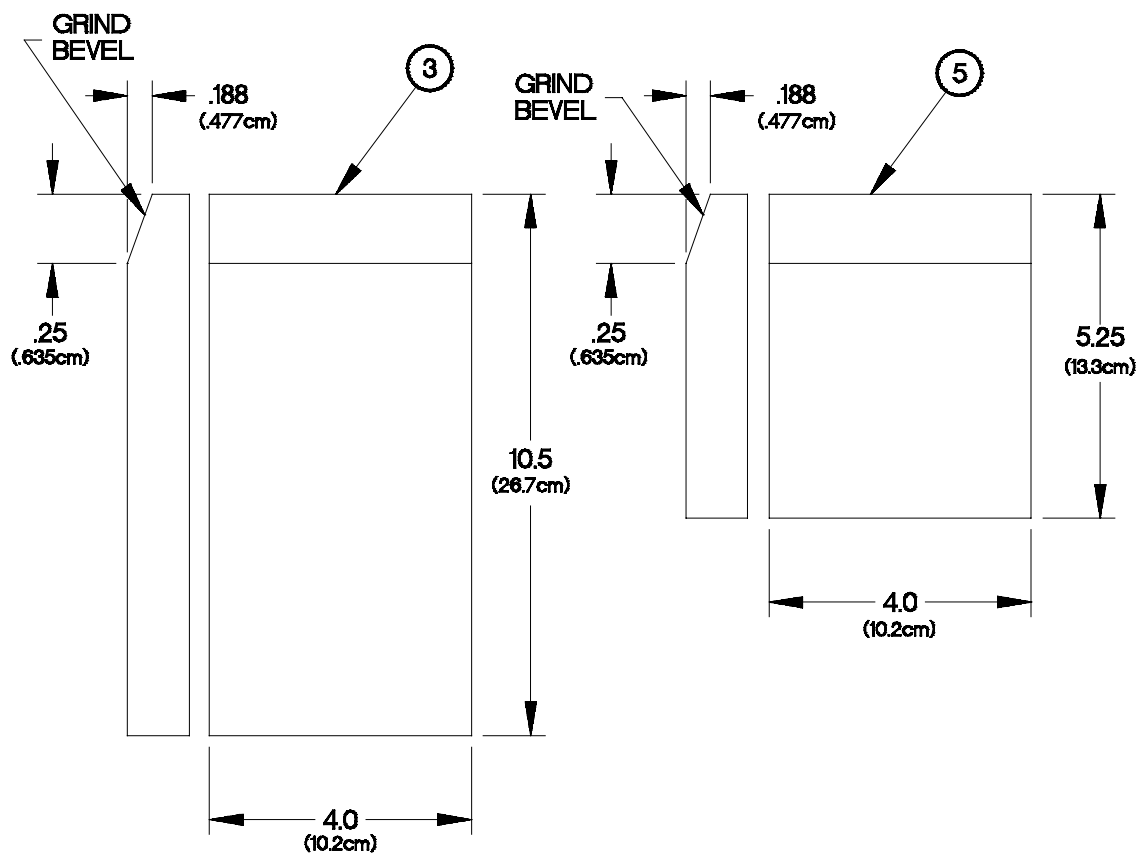 GRIND
BEVEL
3
.188
(.477cm)
.25
(.635cm)
10.5
(26.7cm)
4.0
(10.2cm)
GRIND
BEVEL
5
.188
(.477cm)
.25
(.635cm)
5.25
(13.3cm)
4.0
(10.2cm)